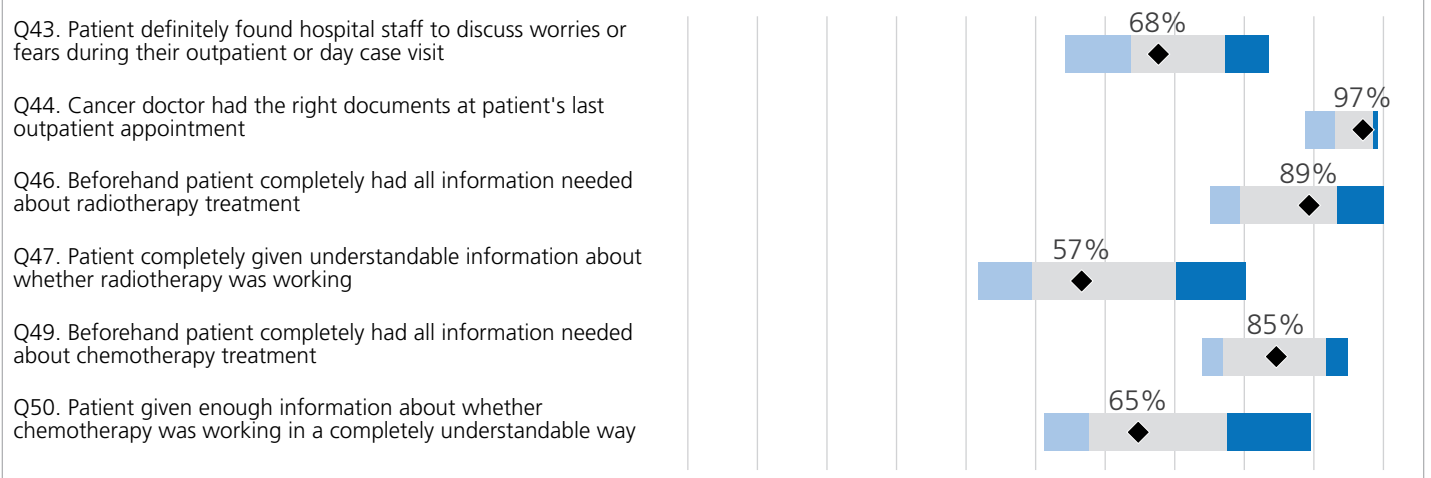 Q43. Patient definitely found hospital staff to discuss worries or
fears during their outpatient or day case visit
68%
Q44. Cancer doctor had the right documents at patient's last
outpatient appointment
97%
Q46. Beforehand patient completely had all information needed
about radiotherapy treatment
89%
Q47. Patient completely given understandable information about
whether radiotherapy was working
57%
Q49. Beforehand patient completely had all information needed
about chemotherapy treatment
85%
Q50. Patient given enough information about whether
chemotherapy was working in a completely understandable way
65%